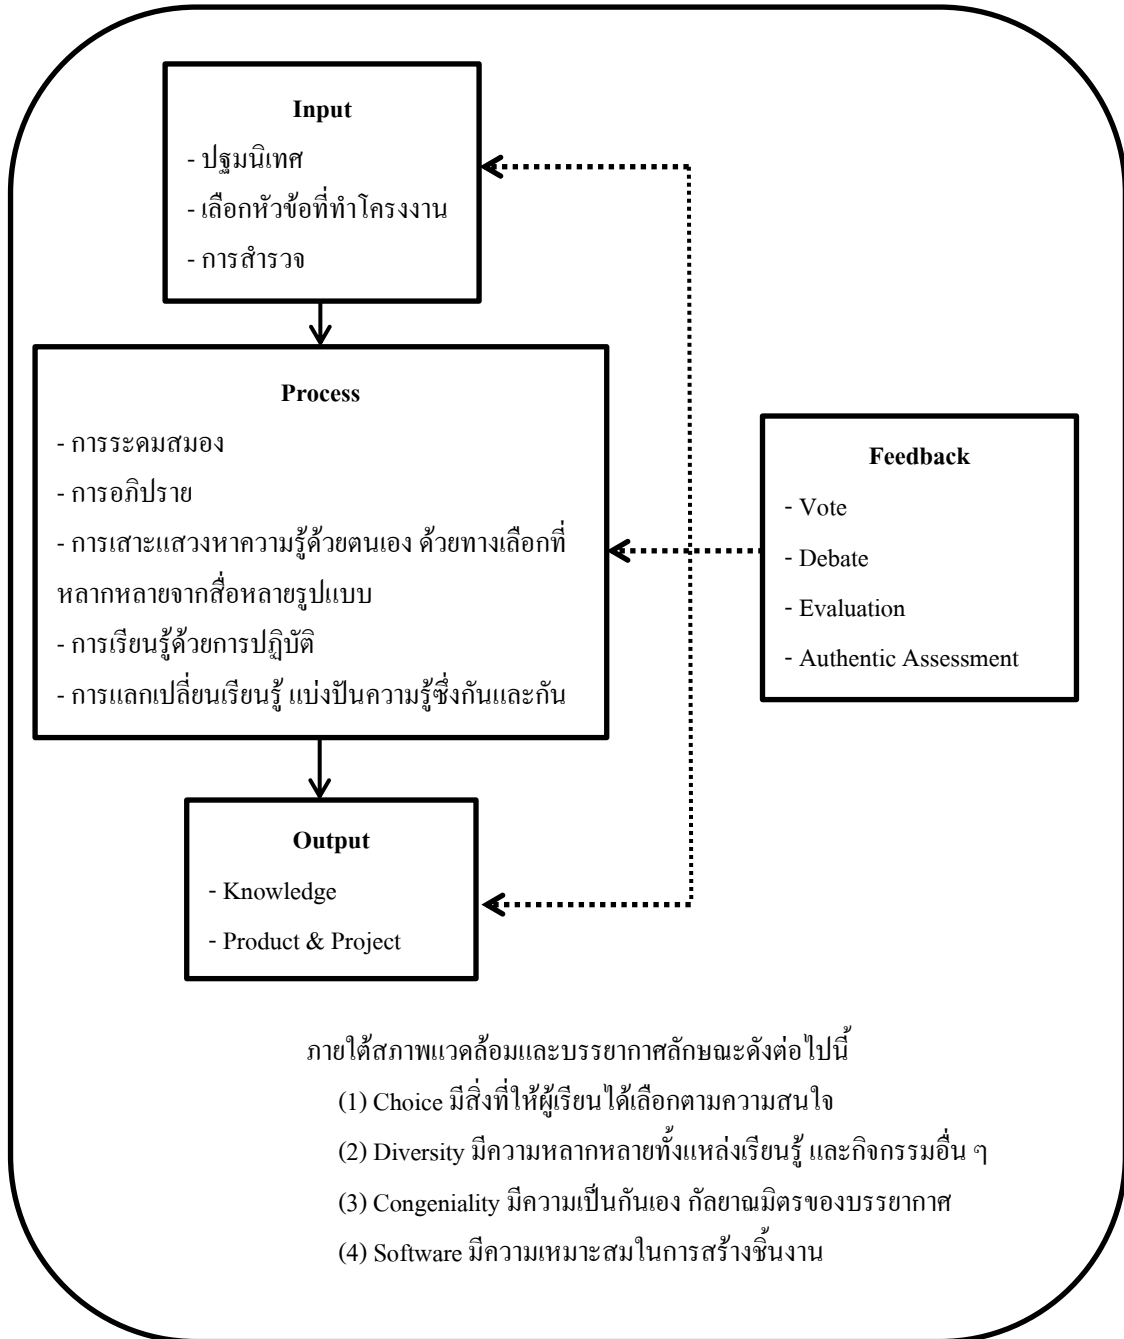 Input
- ปฐมนิเทศ
- เลือกหัวข้อที่ทำโครงงาน
- การสำรวจ
Process
- การระดมสมอง
- การอภิปราย
- การเสาะแสวงหาความรู้ด้วยตนเอง ด้วยทางเลือกที่
หลากหลายจากสื่อหลายรูปแบบ
- การเรียนรู้ด้วยการปฏิบัติ
- การแลกเปลี่ยนเรียนรู้ แบ่งปันความรู้ซึ่งกันและกัน
Feedback
- Vote
- Debate
- Evaluation
- Authentic Assessment
Output
- Knowledge
- Product & Project
ภายใต้สภาพแวดล้อมและบรรยากาศลักษณะดังต่อไปนี้
(1) Choice มีสิ่งที่ให้ผู้เรียนได้เลือกตามความสนใจ
(2) Diversity มีความหลากหลายทั้งแหล่งเรียนรู้ และกิจกรรมอื่น ๆ
(3) Congeniality มีความเป็นกันเอง กัลยาณมิตรของบรรยากาศ
(4) Software มีความเหมาะสมในการสร้างชิ้นงาน